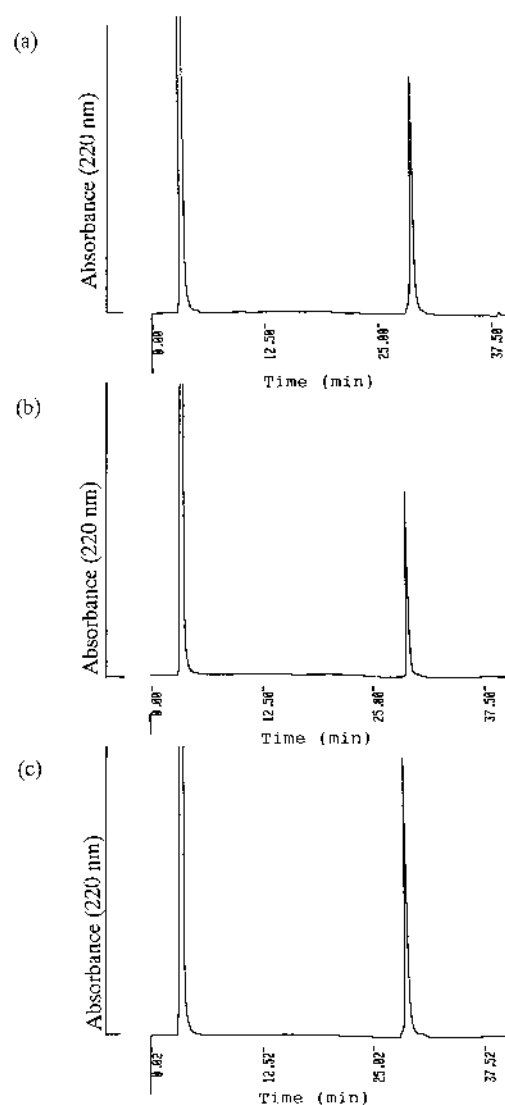 (a)
Absorbance (220 nm)
0.00 12.50 25.00 37.50
Time (min)
(b)
Absorbance (220 nm)
0.00 12.50 25.00 37.50
Time (min)
(c)
Absorbance (220 nm)
0.02 12.52 25.02 37.52
Time (min)